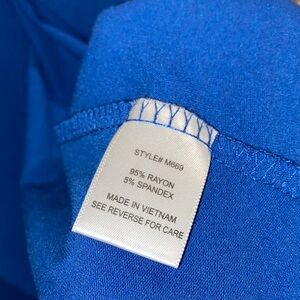 STYLE# M669
95% RAYON
5% SPANDEX
MADE IN VIETNAM
SEE REVERSE FOR CARE